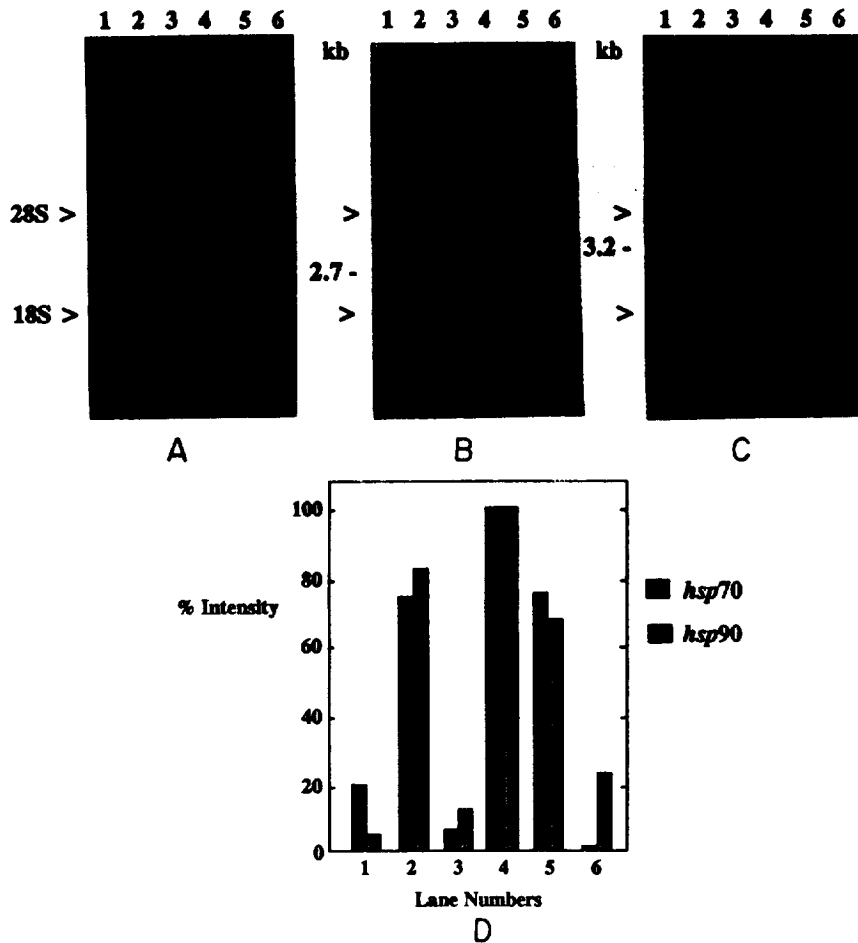 1 2 3 4 5 6
kb
1 2 3 4 5 6
kb
1 2 3 4 5 6
28S >
>
>
2.7 -
3.2 -
18S >
>
>
A
B
C
100
80
60
40
20
0
% Intensity
hsp70
hsp90
1 2 3 4 5 6
Lane Numbers
D